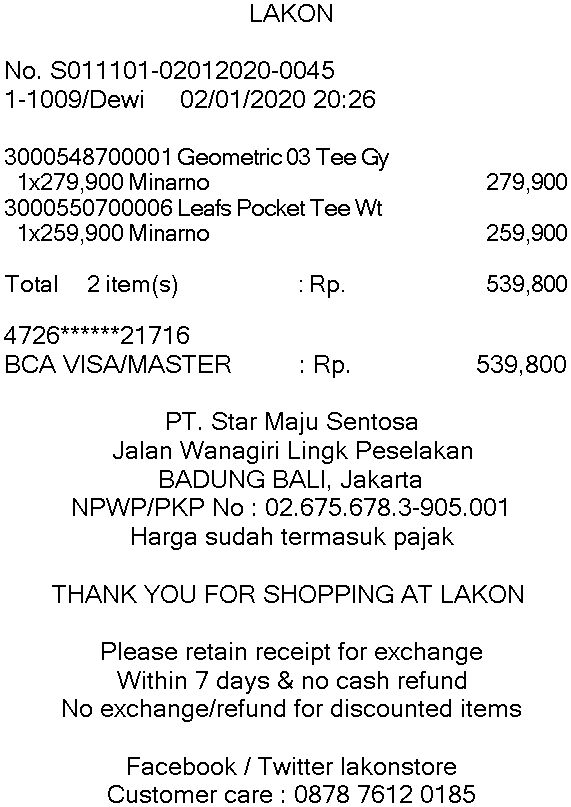 LAKON
No. S011101-02012020-0045
1-1009/Dewi 02/01/2020 20:26
3000548700001 Geometric 03 Tee Gy
1x279,900 Minarno 279,900
3000550700006 Leafs Pocket Tee Wt
1x259,900 Minarno 259,900
Total 2 item(s) : Rp. 539,800
4726******21716
BCA VISA/MASTER : Rp. 539,800
PT. Star Maju Sentosa
Jalan Wanagiri Lingk Peselakan
BADUNG BALI, Jakarta
NPWP/PKP No : 02.675.678.3-905.001
Harga sudah termasuk pajak
THANK YOU FOR SHOPPING AT LAKON
Please retain receipt for exchange
Within 7 days & no cash refund
No exchange/refund for discounted items
Facebook / Twitter lakonstore
Customer care : 0878 7612 0185